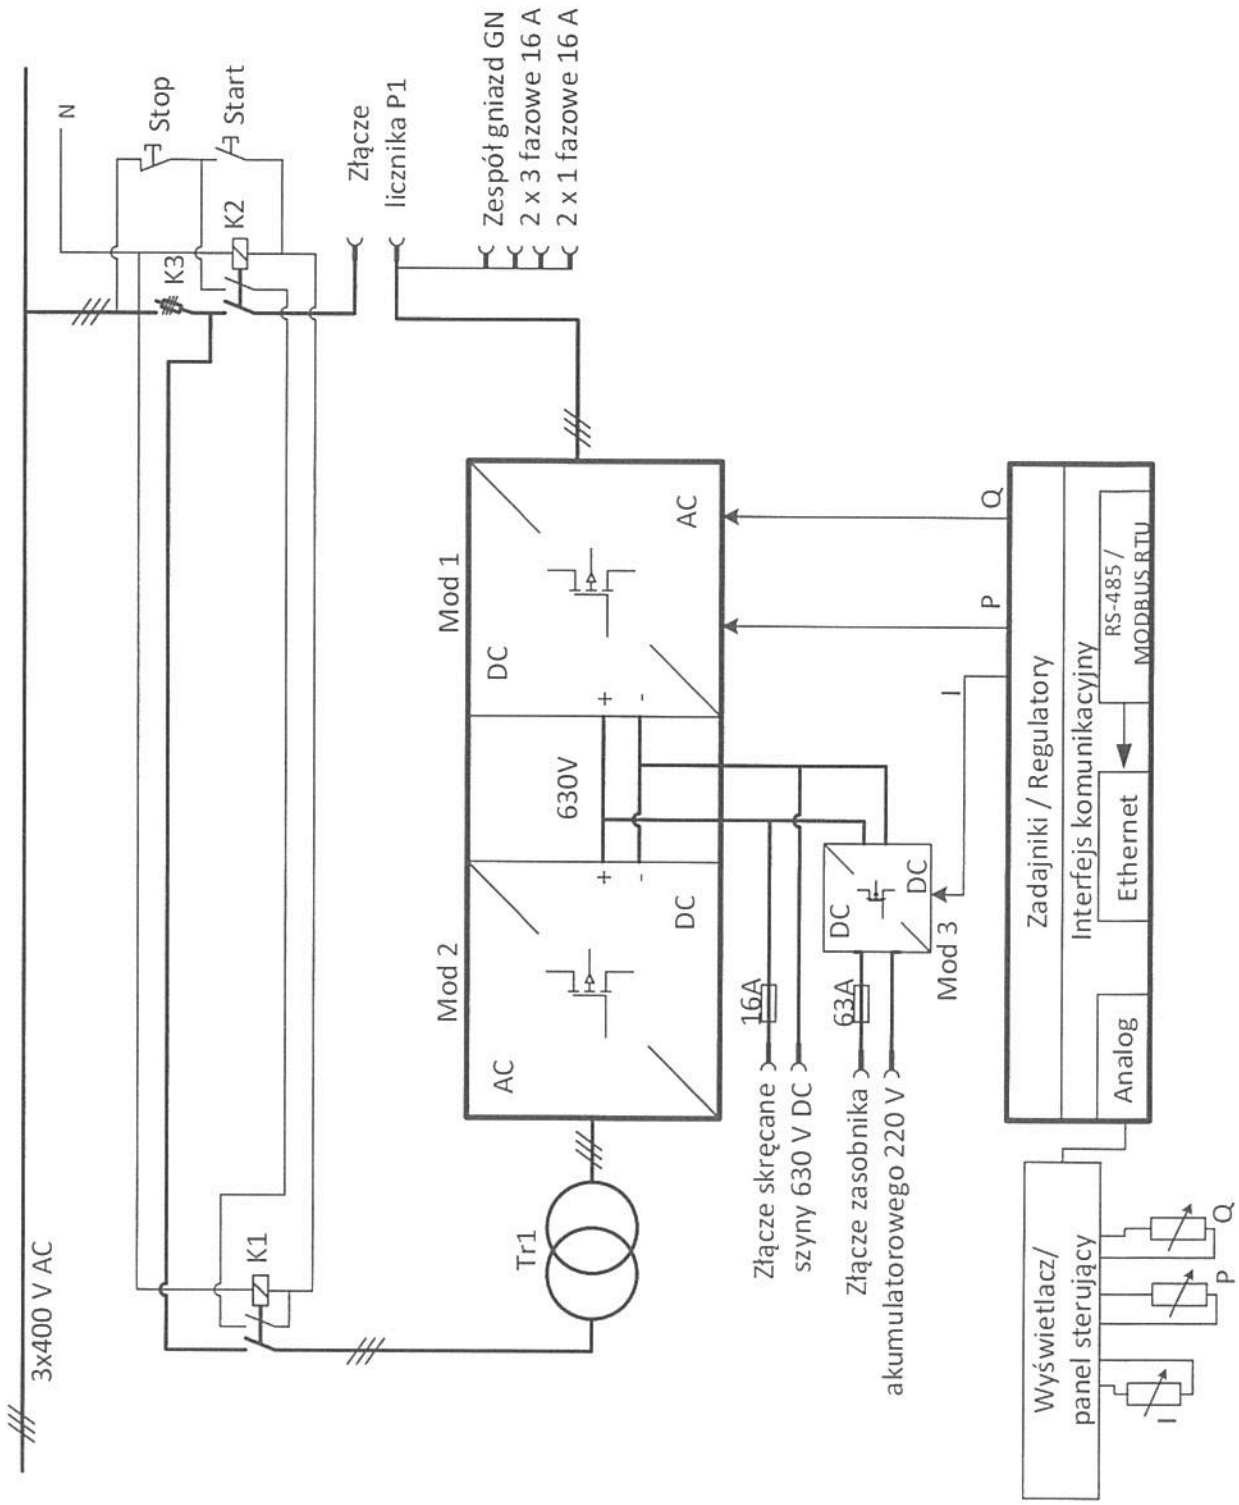 3x400 V AC
N
Stop
Start
K3
K2
K1
Złącze
licznika P1
Zespół gniazd GN
2 x 3 fazowe 16 A
2 x 1 fazowe 16 A
Tr1
Mod 2
AC
DC
+
-
630V
Mod 1
DC
AC
+
-
16A
63A
Złącze skręcane
szyny 630 V DC
Złącze zasobnika
akumulatorowego 220 V
DC
DC
Mod 3
I
P
Q
Zadajniki / Regulatory
Interfejs komunikacyjny
Analog
Ethernet
RS-485 /
MODBUS RTU
Wyświetlacz/
panel sterujący
I
P
Q